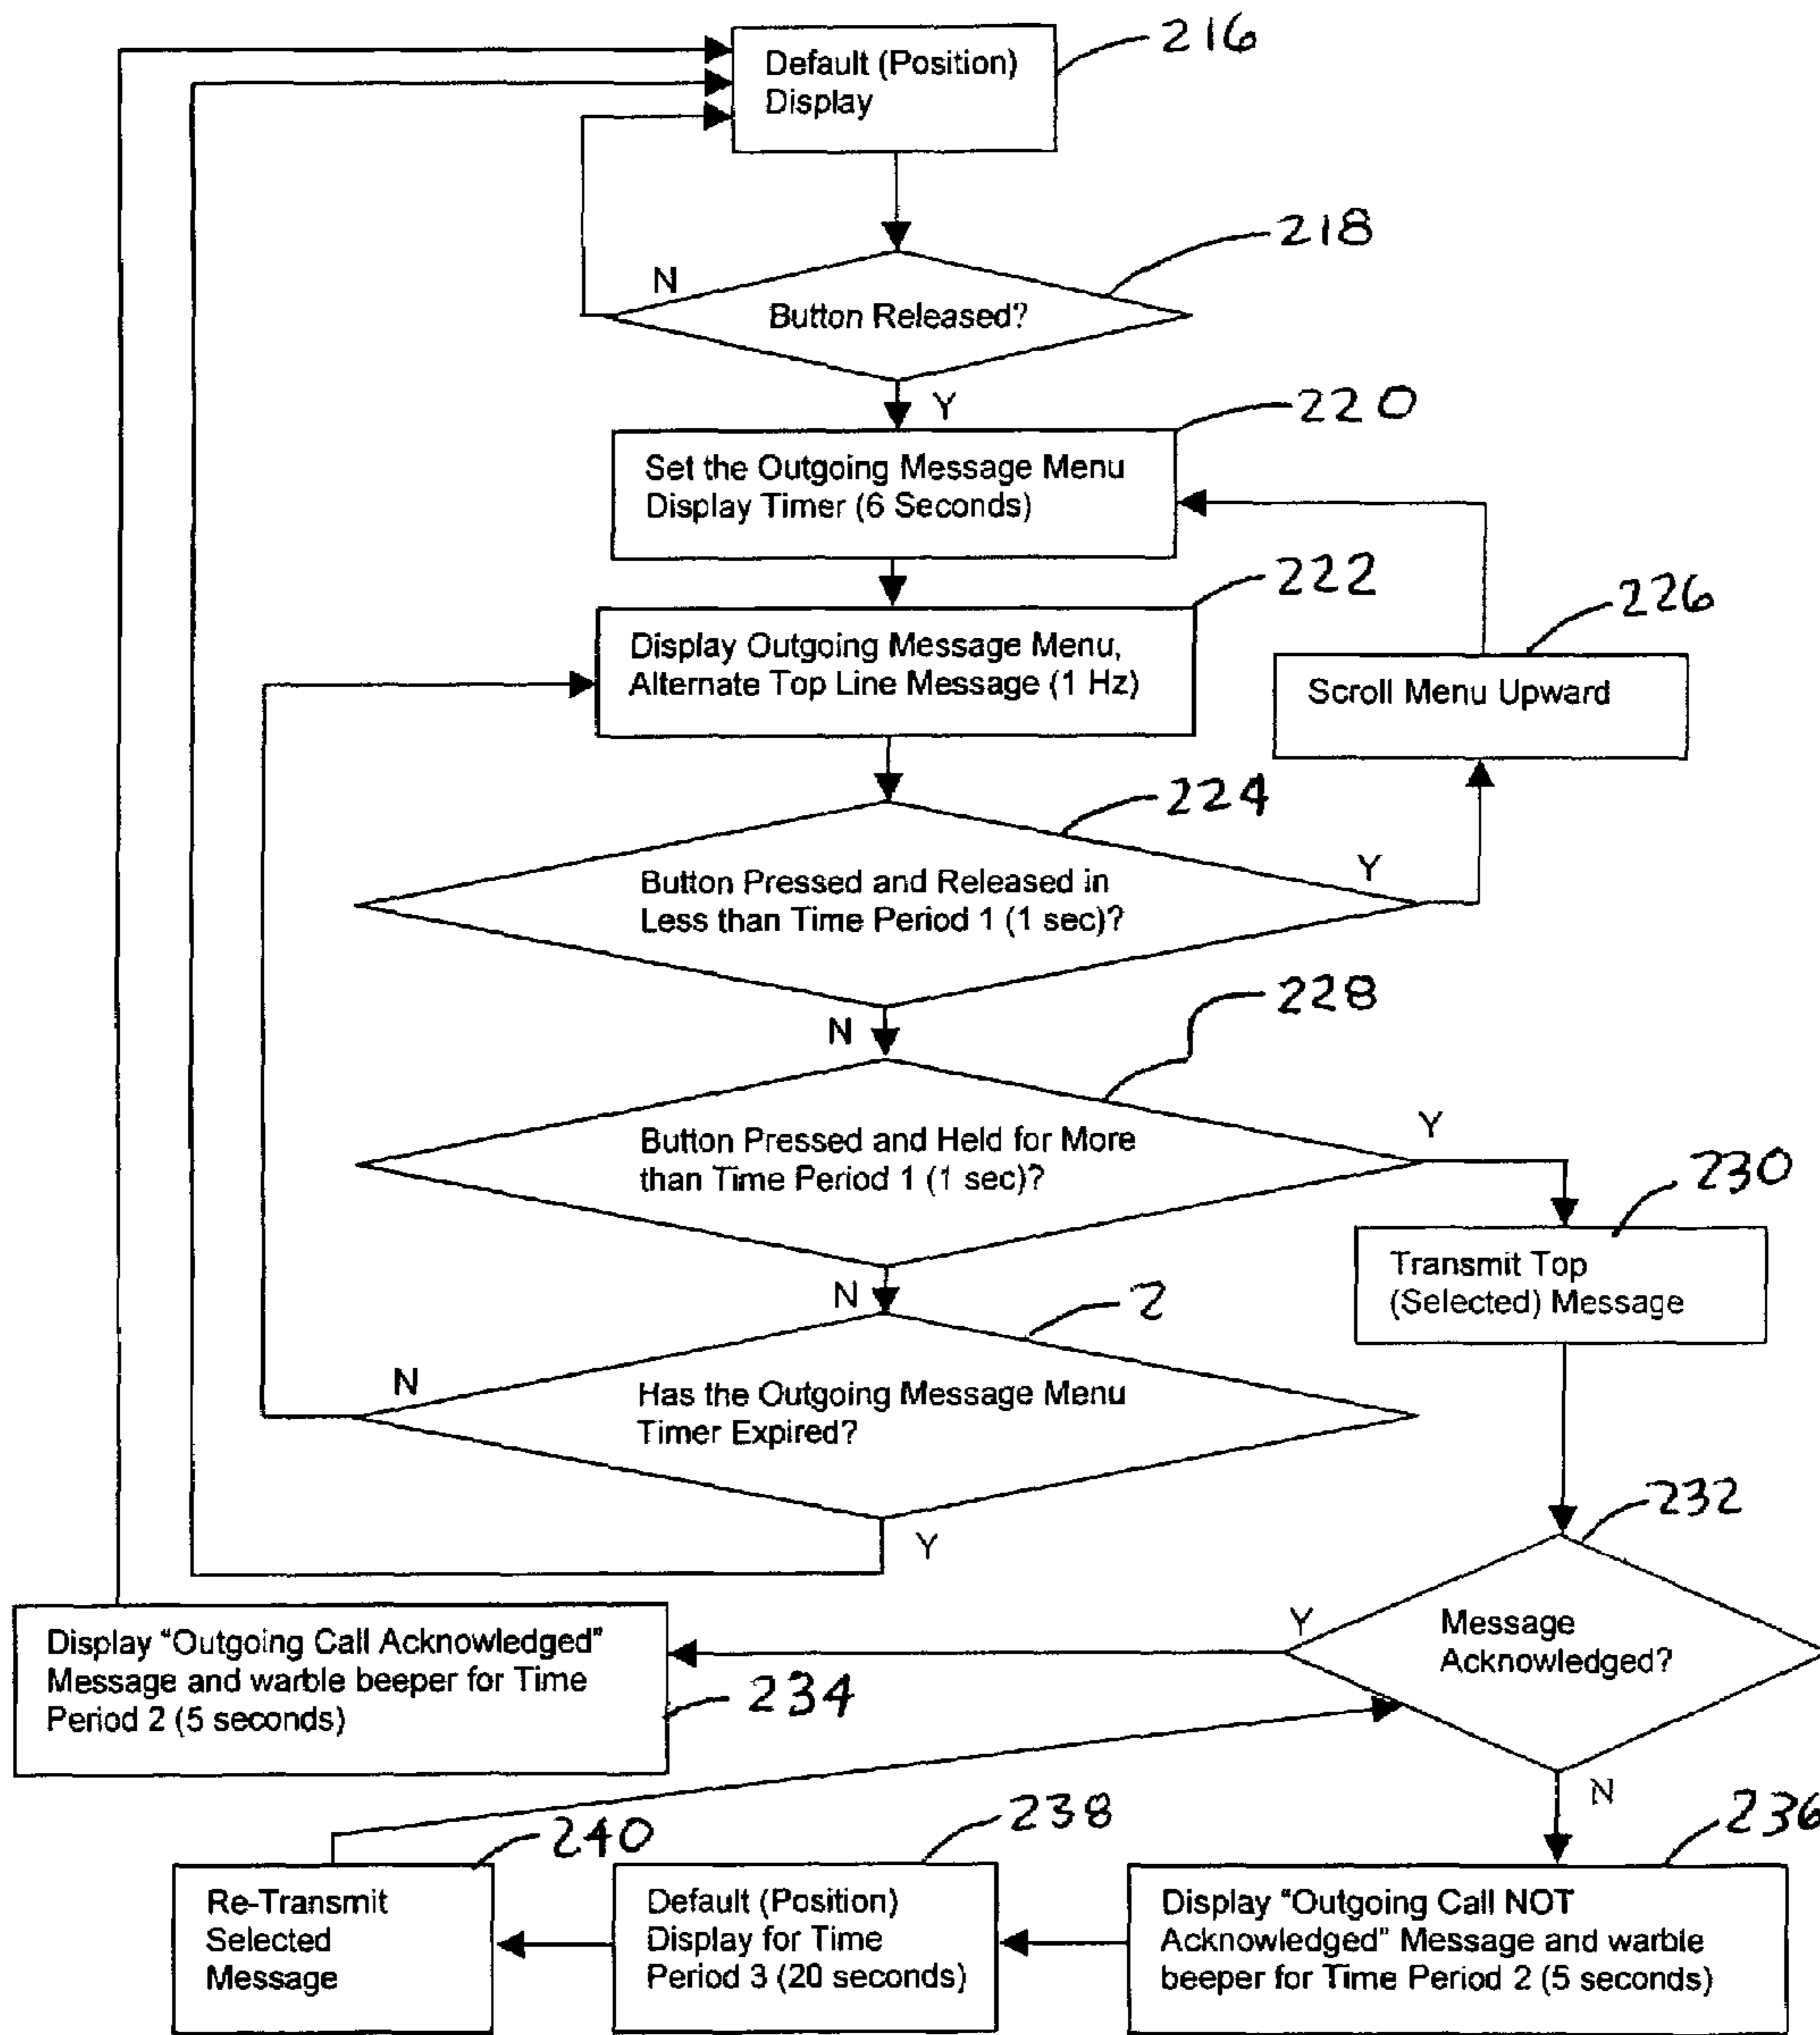 216
Default (Position)
Display
218
N
Button Released?
Y
220
Set the Outgoing Message Menu
Display Timer (6 Seconds)
222
Display Outgoing Message Menu,
Alternate Top Line Message (1 Hz)
226
Scroll Menu Upward
224
Y
Button Pressed and Released in
Less than Time Period 1 (1 sec)?
N
228
Button Pressed and Held for More
than Time Period 1 (1 sec)?
Y
230
Transmit Top
(Selected) Message
N
2
N
Has the Outgoing Message Menu
Timer Expired?
Y
232
Message
Acknowledged?
Y
Display "Outgoing Call Acknowledged"
Message and warble beeper for Time
Period 2 (5 seconds)
234
N
236
Display "Outgoing Call NOT
Acknowledged" Message and warble
beeper for Time Period 2 (5 seconds)
238
Default (Position)
Display for Time
Period 3 (20 seconds)
240
Re-Transmit
Selected
Message